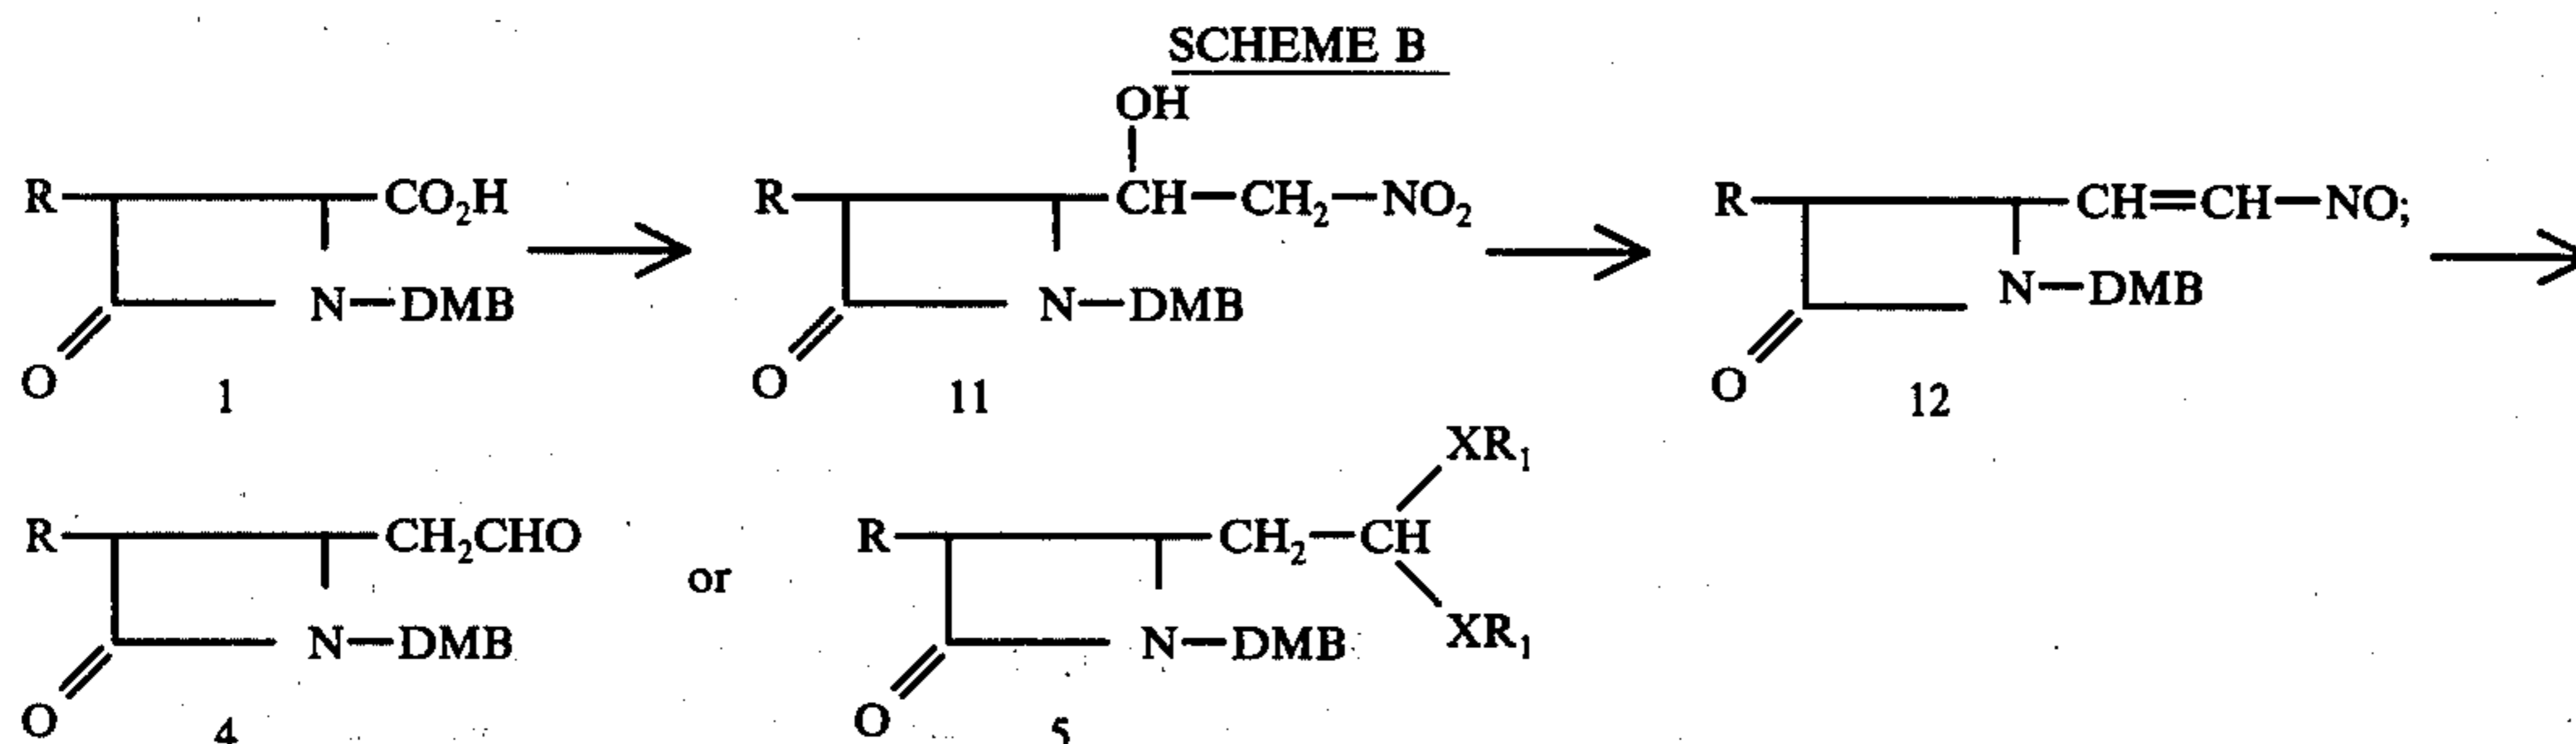 SCHEME B
OH
R CO₂H R CH—CH₂—NO₂ R CH=CH—NO;
N—DMB N—DMB N—DMB
O O O
1 11 12
XR₁
R CH₂CHO or R CH₂—CH
XR₁
N—DMB N—DMB
O O
4 5